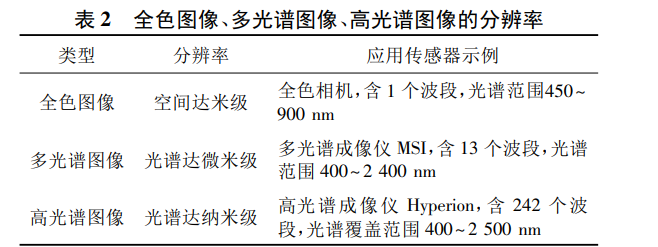 表 2 全色图像、多光谱图像、高光谱图像的分辨率
类型 分辨率 应用传感器示例
全色图像 空间达米级 全色相机,含 1 个波段,光谱范围450~
900 nm
多光谱图像 光谱达微米级 多光谱成像仪 MSI,含 13 个波段,光谱
范围 400~2 400 nm
高光谱图像 光谱达纳米级 高光谱成像仪 Hyperion,含 242 个波
段,光谱覆盖范围 400~2 500 nm